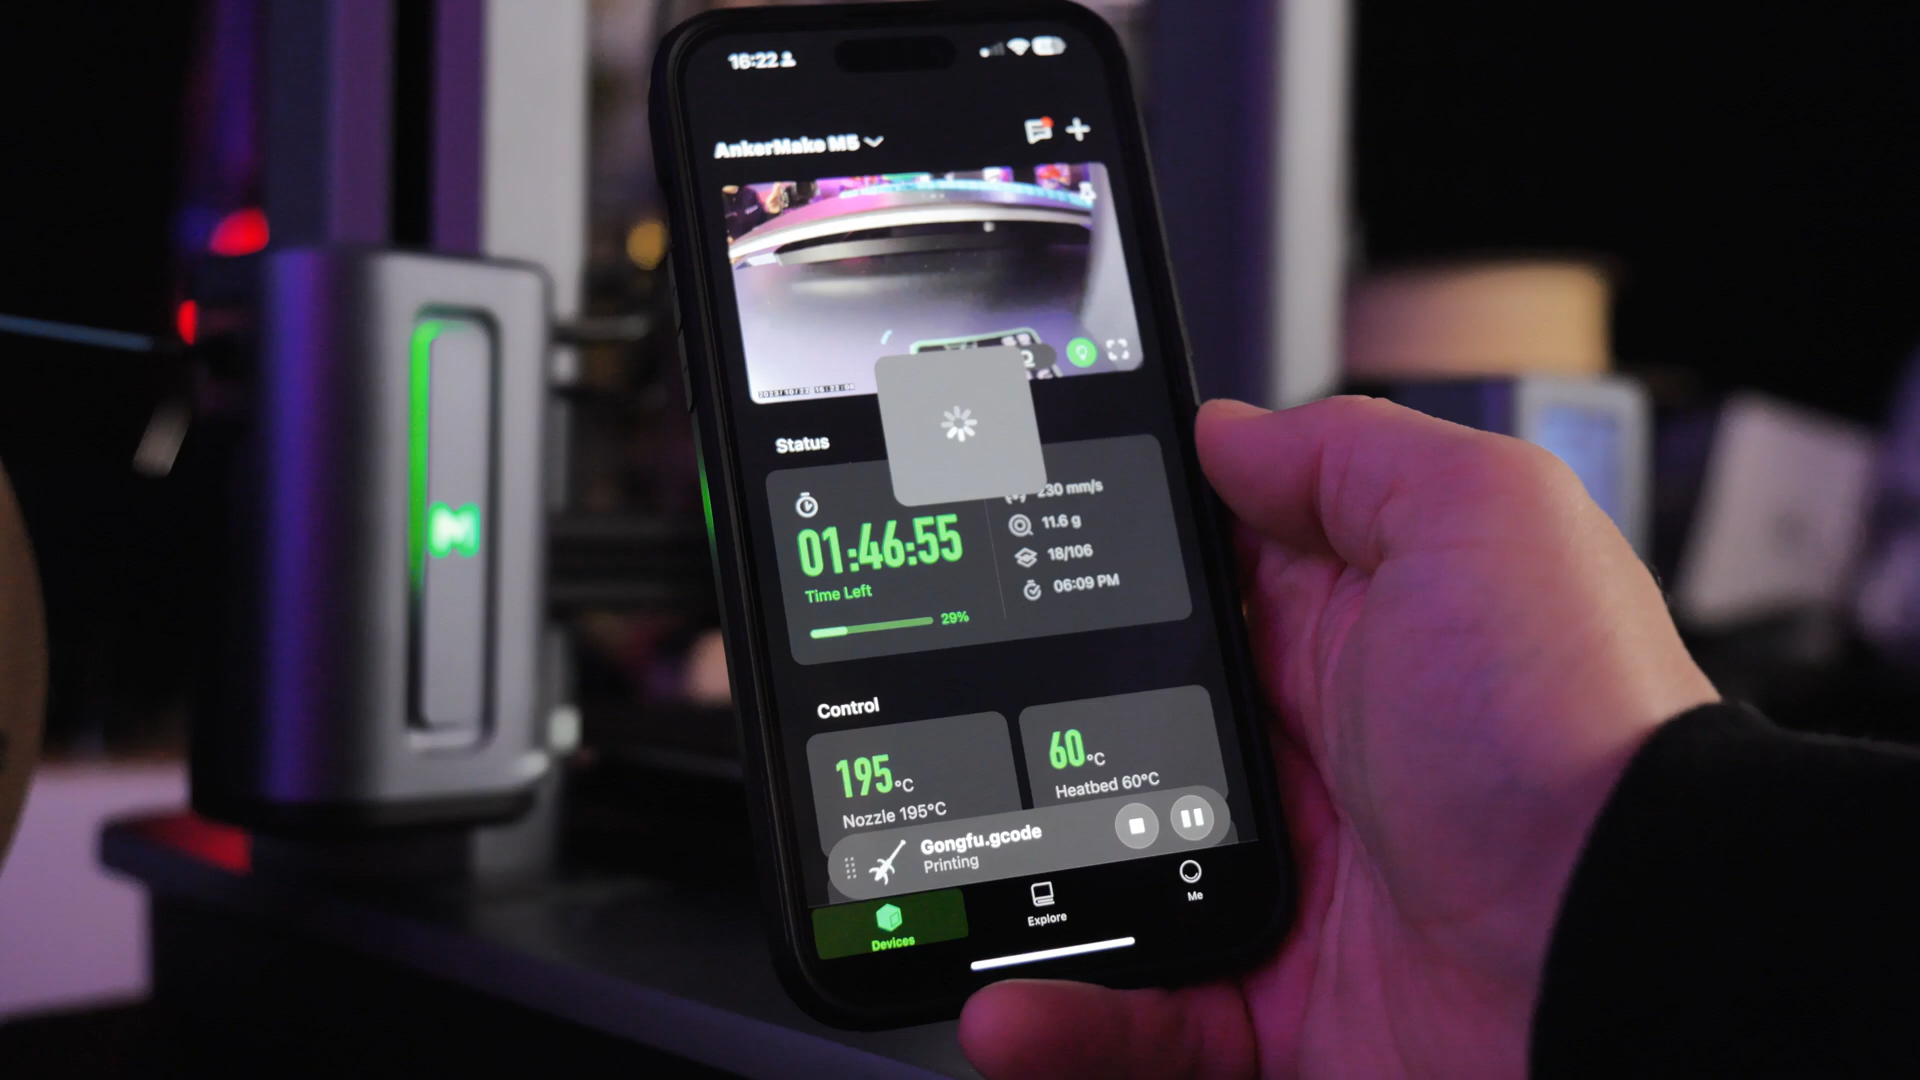 16:22
AnkerMake M5
Status
230 mm/s
01:46:55
11.6 g
18/106
Time Left
06:09 PM
29%
Control
195°C
Nozzle 195°C
60°C
Heatbed 60°C
Gongfu.gcode
Printing
Devices
Explore
Me